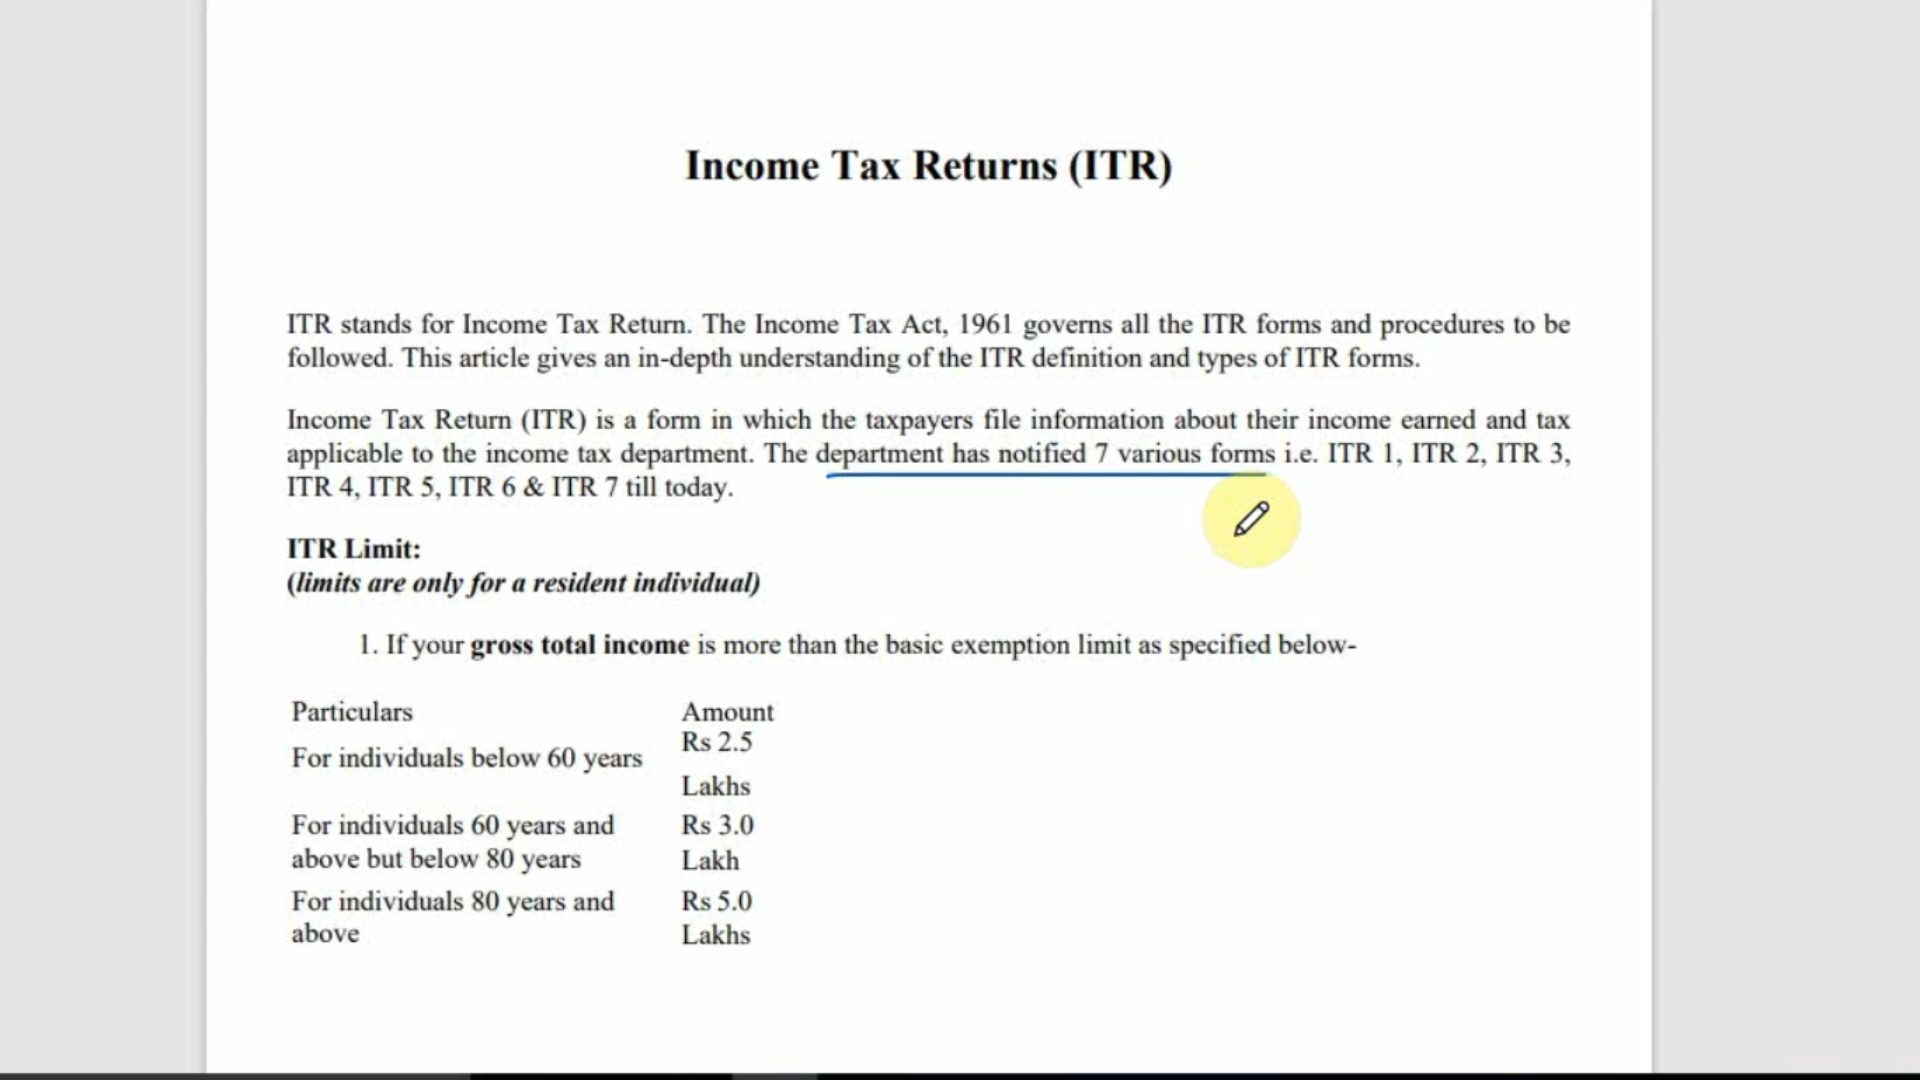 Income Tax Returns (ITR)
ITR stands for Income Tax Return. The Income Tax Act, 1961 governs all the ITR forms and procedures to be
followed. This article gives an in-depth understanding of the ITR definition and types of ITR forms.
Income Tax Return (ITR) is a form in which the taxpayers file information about their income earned and tax
applicable to the income tax department. The department has notified 7 various forms i.e. ITR 1, ITR 2, ITR 3,
ITR 4, ITR 5, ITR 6 & ITR 7 till today.
ITR Limit:
(limits are only for a resident individual)
1. If your gross total income is more than the basic exemption limit as specified below-
Particulars Amount
For individuals below 60 years Rs 2.5
Lakhs
For individuals 60 years and Rs 3.0
above but below 80 years Lakh
For individuals 80 years and Rs 5.0
above Lakhs